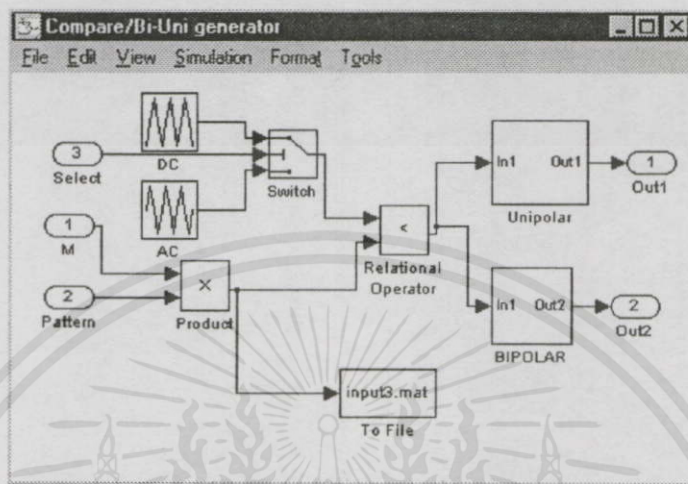 Compare/Bi-Uni generator
File Edit View Simulation Format Tools
3
Select
DC
Switch
1
M
AC
2
Pattern
×
Product
<
Relational
Operator
In1 Out1
Unipolar
1
Out1
In1 Out2
BIPOLAR
2
Out2
input3.mat
To File